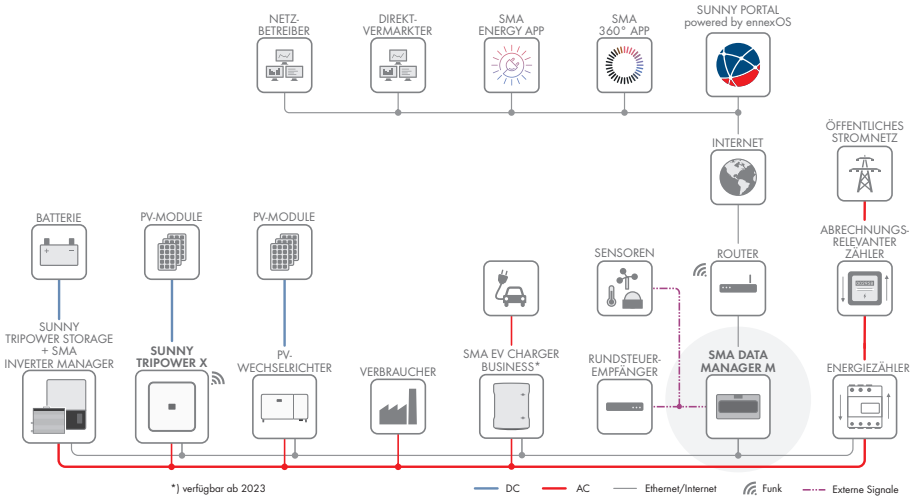 NETZ-
BETREIBER
DIREKT-
VERMARKTER
SMA
ENERGY APP
SMA
360° APP
SUNNY PORTAL
powered by ennexOS
INTERNET
ÖFFENTLICHES
STROMNETZ
BATTERIE
PV-MODULE
PV-MODULE
SENSOREN
ROUTER
ABRECHNUNGS-
RELEVANTER
ZÄHLER
SUNNY
TRIPOWER STORAGE
+ SMA
INVERTER MANAGER
SUNNY
TRIPOWER X
PV-
WECHSELRICHTER
VERBRAUCHER
SMA EV CHARGER
BUSINESS*
RUNDSTEUER-
EMPFÄNGER
SMA DATA
MANAGER M
ENERGIEZÄHLER
*) verfügbar ab 2023
DC
AC
Ethernet/Internet
Funk
Externe Signale